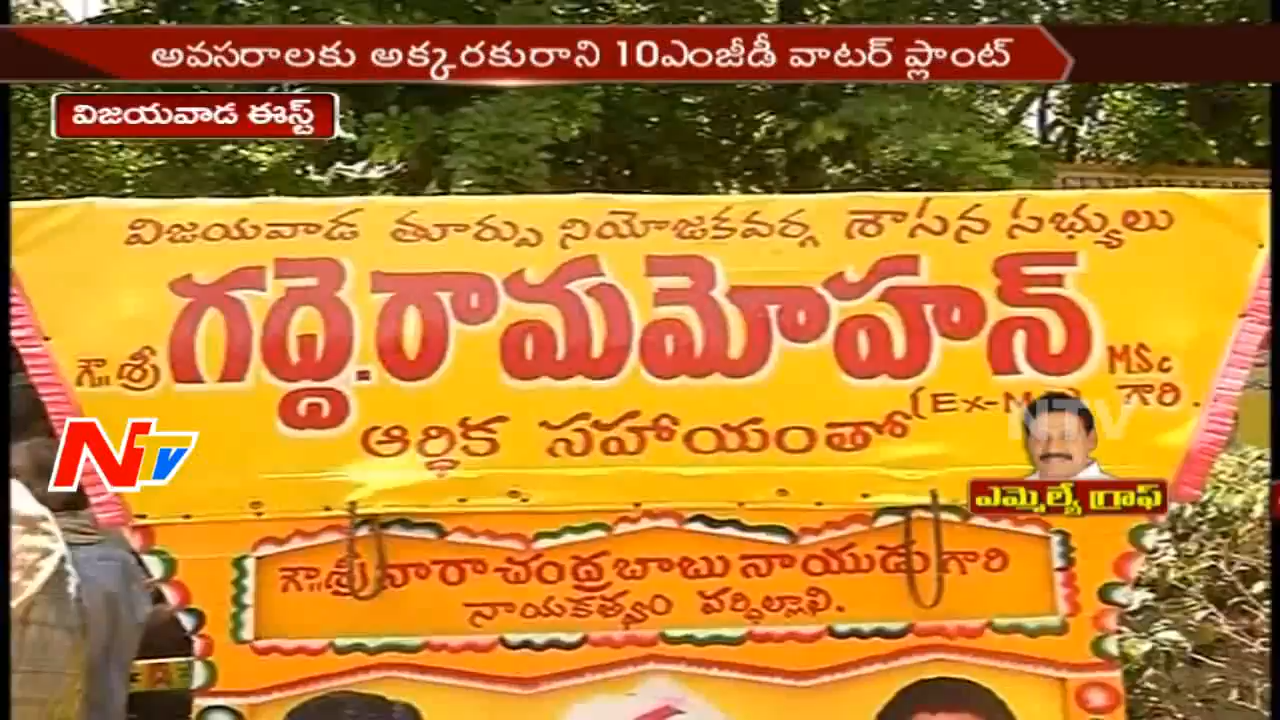 అవసరాలకు అక్కరకురాని 10ఎంజీడీ వాటర్ ప్లాంట్
విజయవాడ ఈస్ట్
విజయవాడ తూర్పు నియోజకవర్గ శాసన సభ్యులు
గౌ. శ్రీ గద్దె.రామమోహన్ MSc
(Ex-MP) గారి.
ఆర్ధిక సహాయంతో
NTV
NTV
ఎమ్మెల్యే గ్రాఫ్
గౌ.శ్రీ నారా చంద్రబాబు నాయుడు గారి
నాయకత్వం వర్ధిల్లాలి.